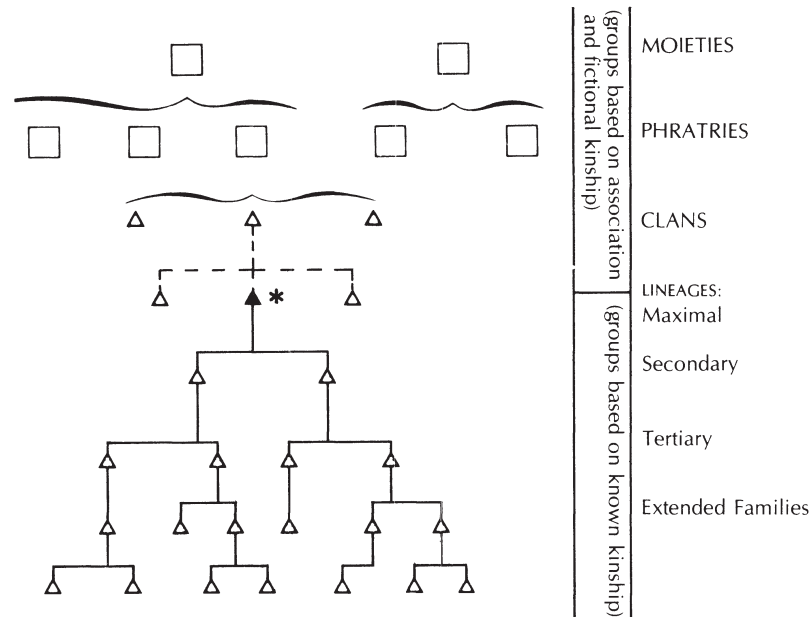 MOIETIES
PHRATRIES
CLANS
(groups based on association
and fictional kinship)
*
LINEAGES:
Maximal
Secondary
Tertiary
Extended Families
(groups based on known kinship)